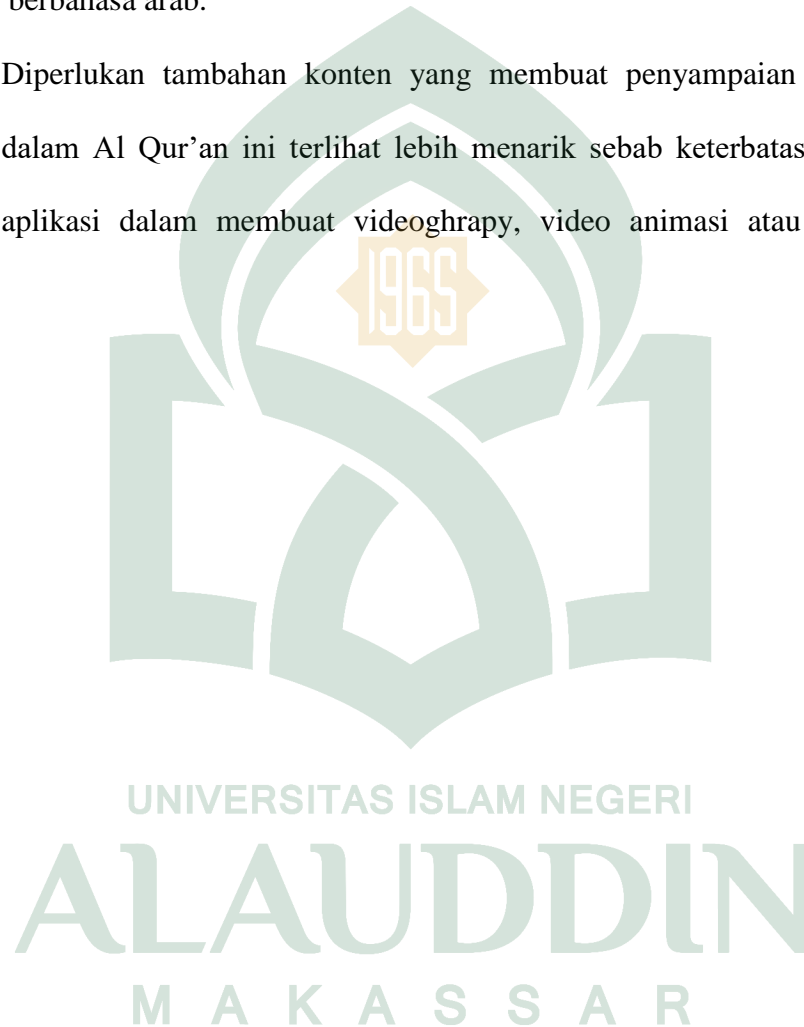 berbahasa arab.
Diperlukan tambahan konten yang membuat penyampaian
dalam Al Qur’an ini terlihat lebih menarik sebab keterbatas
aplikasi dalam membuat videoghrapy, video animasi atau
1965
UNIVERSITAS ISLAM NEGERI
ALAUDDIN
MAKASSAR